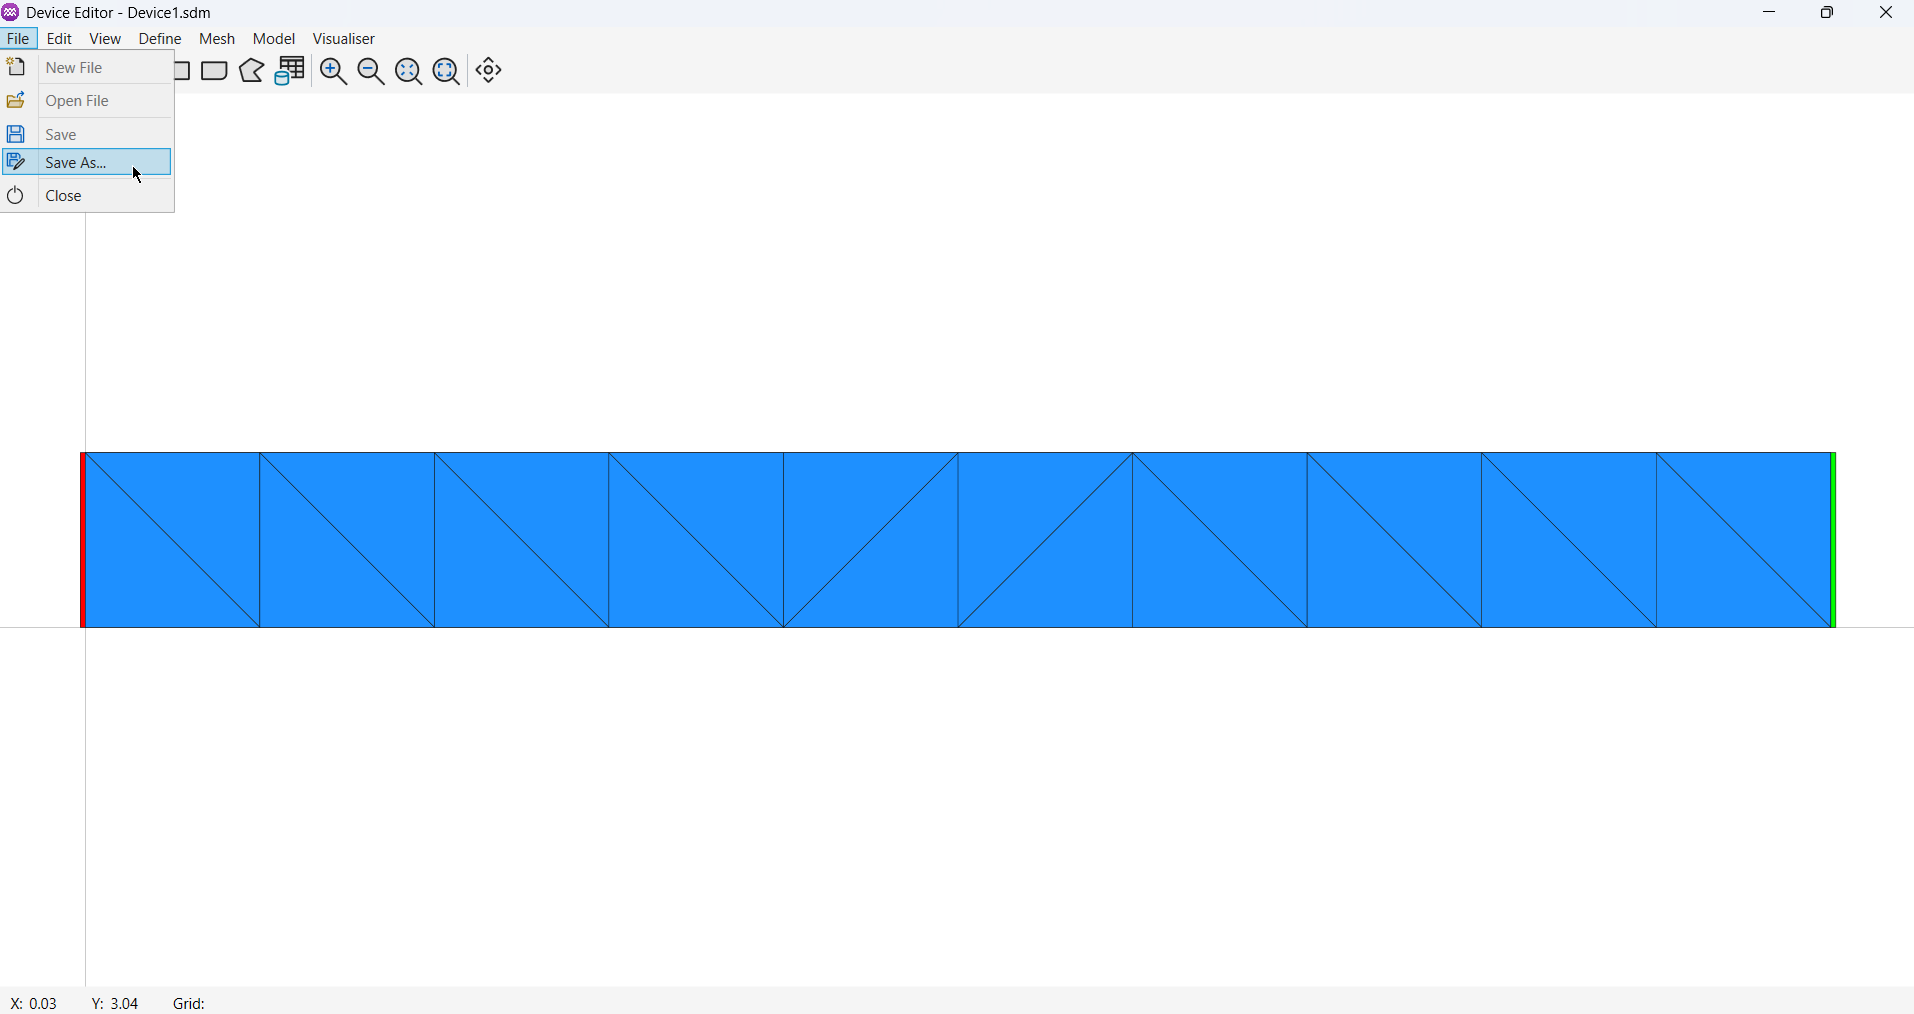 Device Editor - Device1.sdm
File Edit View Define Mesh Model Visualiser
New File
Open File
Save
Save As...
Close
X: 0.03 Y: 3.04 Grid: